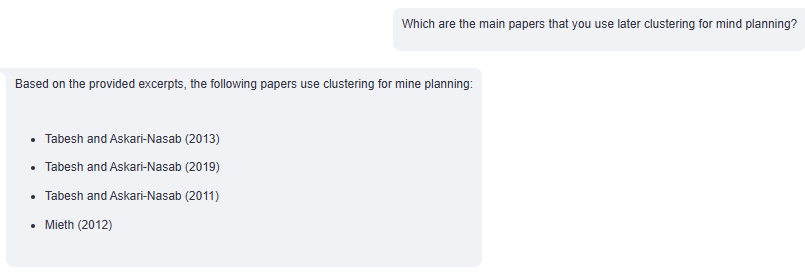 Which are the main papers that you use later clustering for mind planning?
Based on the provided excerpts, the following papers use clustering for mine planning:
• Tabesh and Askari-Nasab (2013)
• Tabesh and Askari-Nasab (2019)
• Tabesh and Askari-Nasab (2011)
• Mieth (2012)